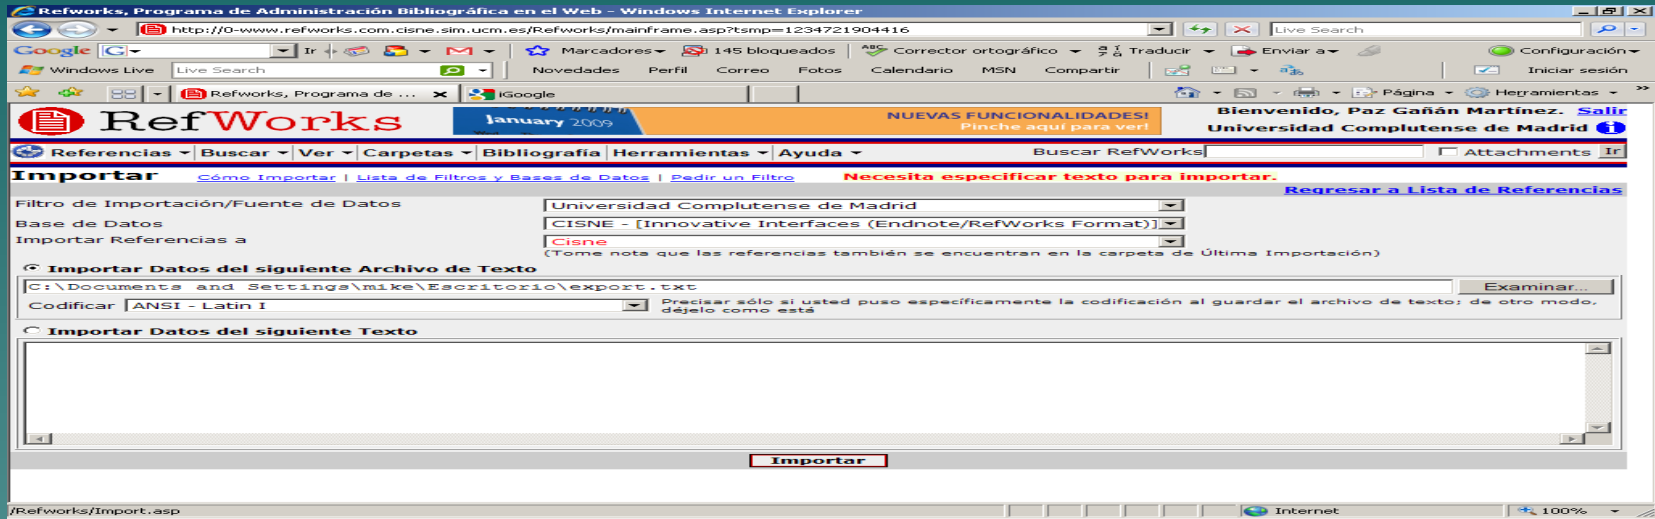 Refworks, Programa de Administración Bibliográfica en el Web - Windows Internet Explorer
http://0-www.refworks.com.cisne.sim.ucm.es/Refworks/mainframe.asp?tsmp=1234721904416 Live Search
Google G Ir Marcadores 145 bloqueados Corrector ortográfico Traducir Enviar a Configuración
Windows Live Live Search Novedades Perfil Correo Fotos Calendario MSN Compartir Iniciar sesión
Refworks, Programa de ... iGoogle Página Herramientas
RefWorks January 2009 NUEVAS FUNCIONALIDADES! Bienvenido, Paz Gañán Martínez. Salir
Pinche aquí para ver! Universidad Complutense de Madrid
Referencias Buscar Ver Carpetas Bibliografía Herramientas Ayuda Buscar RefWorks Attachments Ir
Importar Cómo Importar | Lista de Filtros y Bases de Datos | Pedir un Filtro Necesita especificar texto para importar.
Regresar a Lista de Referencias
Filtro de Importación/Fuente de Datos Universidad Complutense de Madrid
Base de Datos CISNE - [Innovative Interfaces (Endnote/RefWorks Format)]
Importar Referencias a Cisne
(Tome nota que las referencias también se encuentran en la carpeta de Última Importación)
Importar Datos del siguiente Archivo de Texto
C:\Documents and Settings\mike\Escritorio\export.txt Examinar...
Codificar ANSI - Latin I Precisar sólo si usted puso específicamente la codificación al guardar el archivo de texto; de otro modo,
déjelo como está
Importar Datos del siguiente Texto
Importar
/Refworks/Import.asp Internet 100%